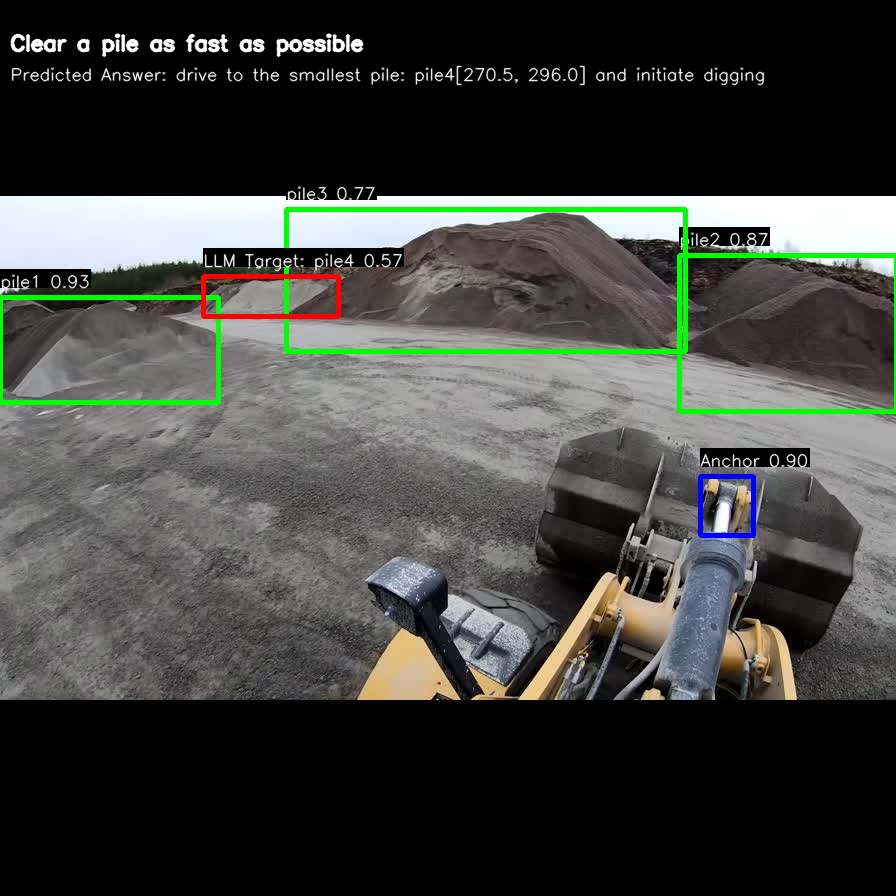 Clear a pile as fast as possible
Predicted Answer: drive to the smallest pile: pile4[270.5, 296.0] and initiate digging
pile3 0.77
pile2 0.87
LLM Target: pile4 0.57
pile1 0.93
Anchor 0.90